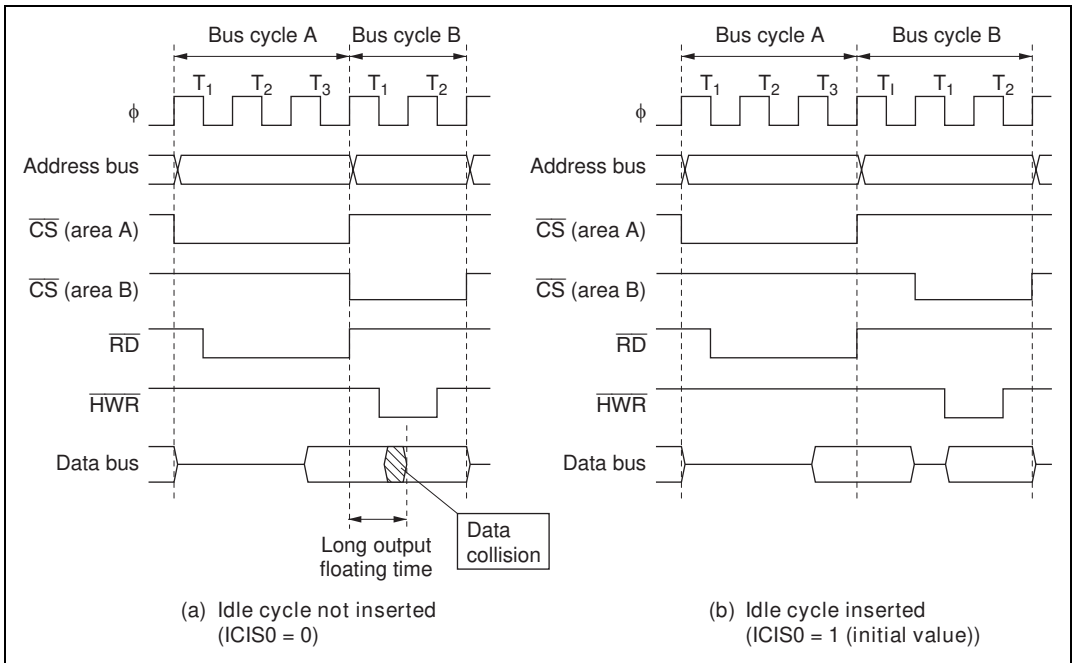 Bus cycle A Bus cycle B
T1 T2 T3 T1 T2
ϕ
Address bus
CS (area A)
CS (area B)
RD
HWR
Data bus
Long output
floating time
Data
collision
(a) Idle cycle not inserted
(ICIS0 = 0)
Bus cycle A Bus cycle B
T1 T2 T3 TI T1 T2
ϕ
Address bus
CS (area A)
CS (area B)
RD
HWR
Data bus
(b) Idle cycle inserted
(ICIS0 = 1 (initial value))